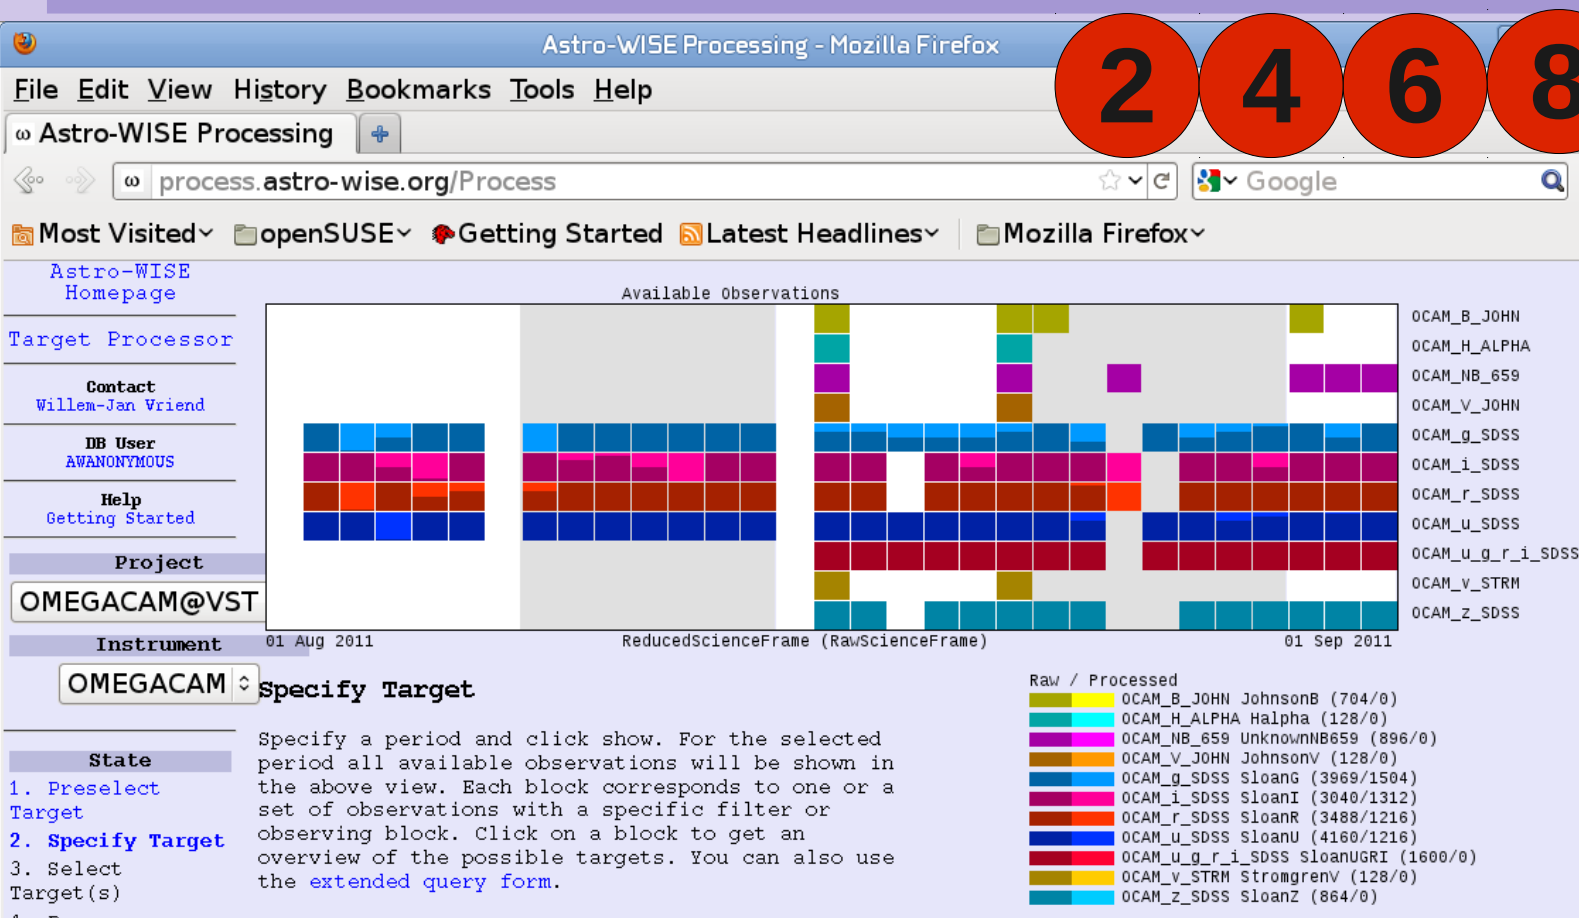 Astro-WISE Processing - Mozilla Firefox
2 4 6 8
File Edit View History Bookmarks Tools Help
ω Astro-WISE Processing
ω process.astro-wise.org/Process
Google
Most Visited openSUSE Getting Started Latest Headlines Mozilla Firefox
Astro-WISE
Homepage
Target Processor
Contact
Willem-Jan Vriend
DB User
AWANONYMOUS
Help
Getting Started
Project
OMEGACAM@VST
Instrument
OMEGACAM
State
1. Preselect
Target
2. Specify Target
3. Select
Target(s)
Available Observations
OCAM_B_JOHN
OCAM_H_ALPHA
OCAM_NB_659
OCAM_V_JOHN
OCAM_g_SDSS
OCAM_i_SDSS
OCAM_r_SDSS
OCAM_u_SDSS
OCAM_u_g_r_i_SDSS
OCAM_v_STRM
OCAM_z_SDSS
01 Aug 2011 ReducedScienceFrame (RawScienceFrame) 01 Sep 2011
Specify Target
Specify a period and click show. For the selected
period all available observations will be shown in
the above view. Each block corresponds to one or a
set of observations with a specific filter or
observing block. Click on a block to get an
overview of the possible targets. You can also use
the extended query form.
Raw / Processed
OCAM_B_JOHN JohnsonB (704/0)
OCAM_H_ALPHA Halpha (128/0)
OCAM_NB_659 UnknownNB659 (896/0)
OCAM_V_JOHN JohnsonV (128/0)
OCAM_g_SDSS SloanG (3969/1504)
OCAM_i_SDSS SloanI (3040/1312)
OCAM_r_SDSS SloanR (3488/1216)
OCAM_u_SDSS SloanU (4160/1216)
OCAM_u_g_r_i_SDSS SloanUGRI (1600/0)
OCAM_v_STRM StromgrenV (128/0)
OCAM_z_SDSS SloanZ (864/0)